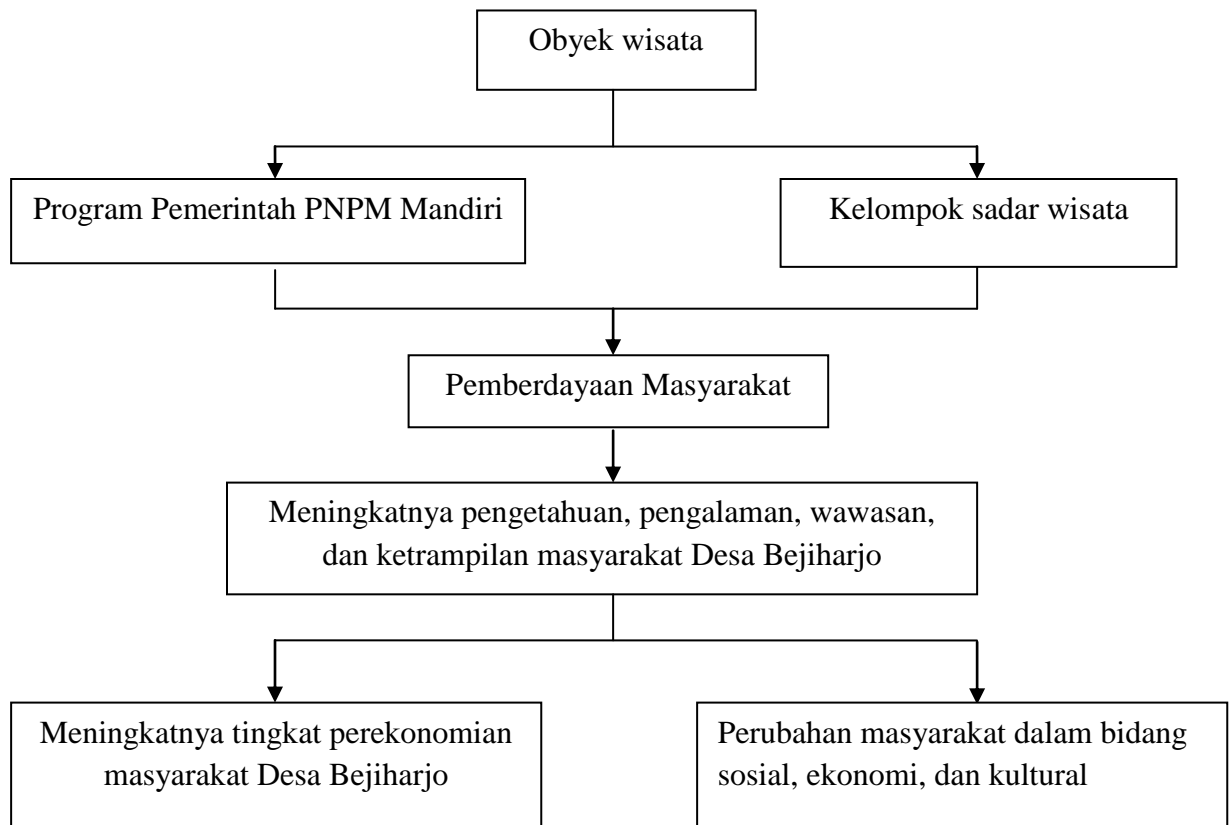 Obyek wisata
Program Pemerintah PNPM Mandiri
Kelompok sadar wisata
Pemberdayaan Masyarakat
Meningkatnya pengetahuan, pengalaman, wawasan,
dan ketrampilan masyarakat Desa Bejiharjo
Meningkatnya tingkat perekonomian
masyarakat Desa Bejiharjo
Perubahan masyarakat dalam bidang
sosial, ekonomi, dan kultural